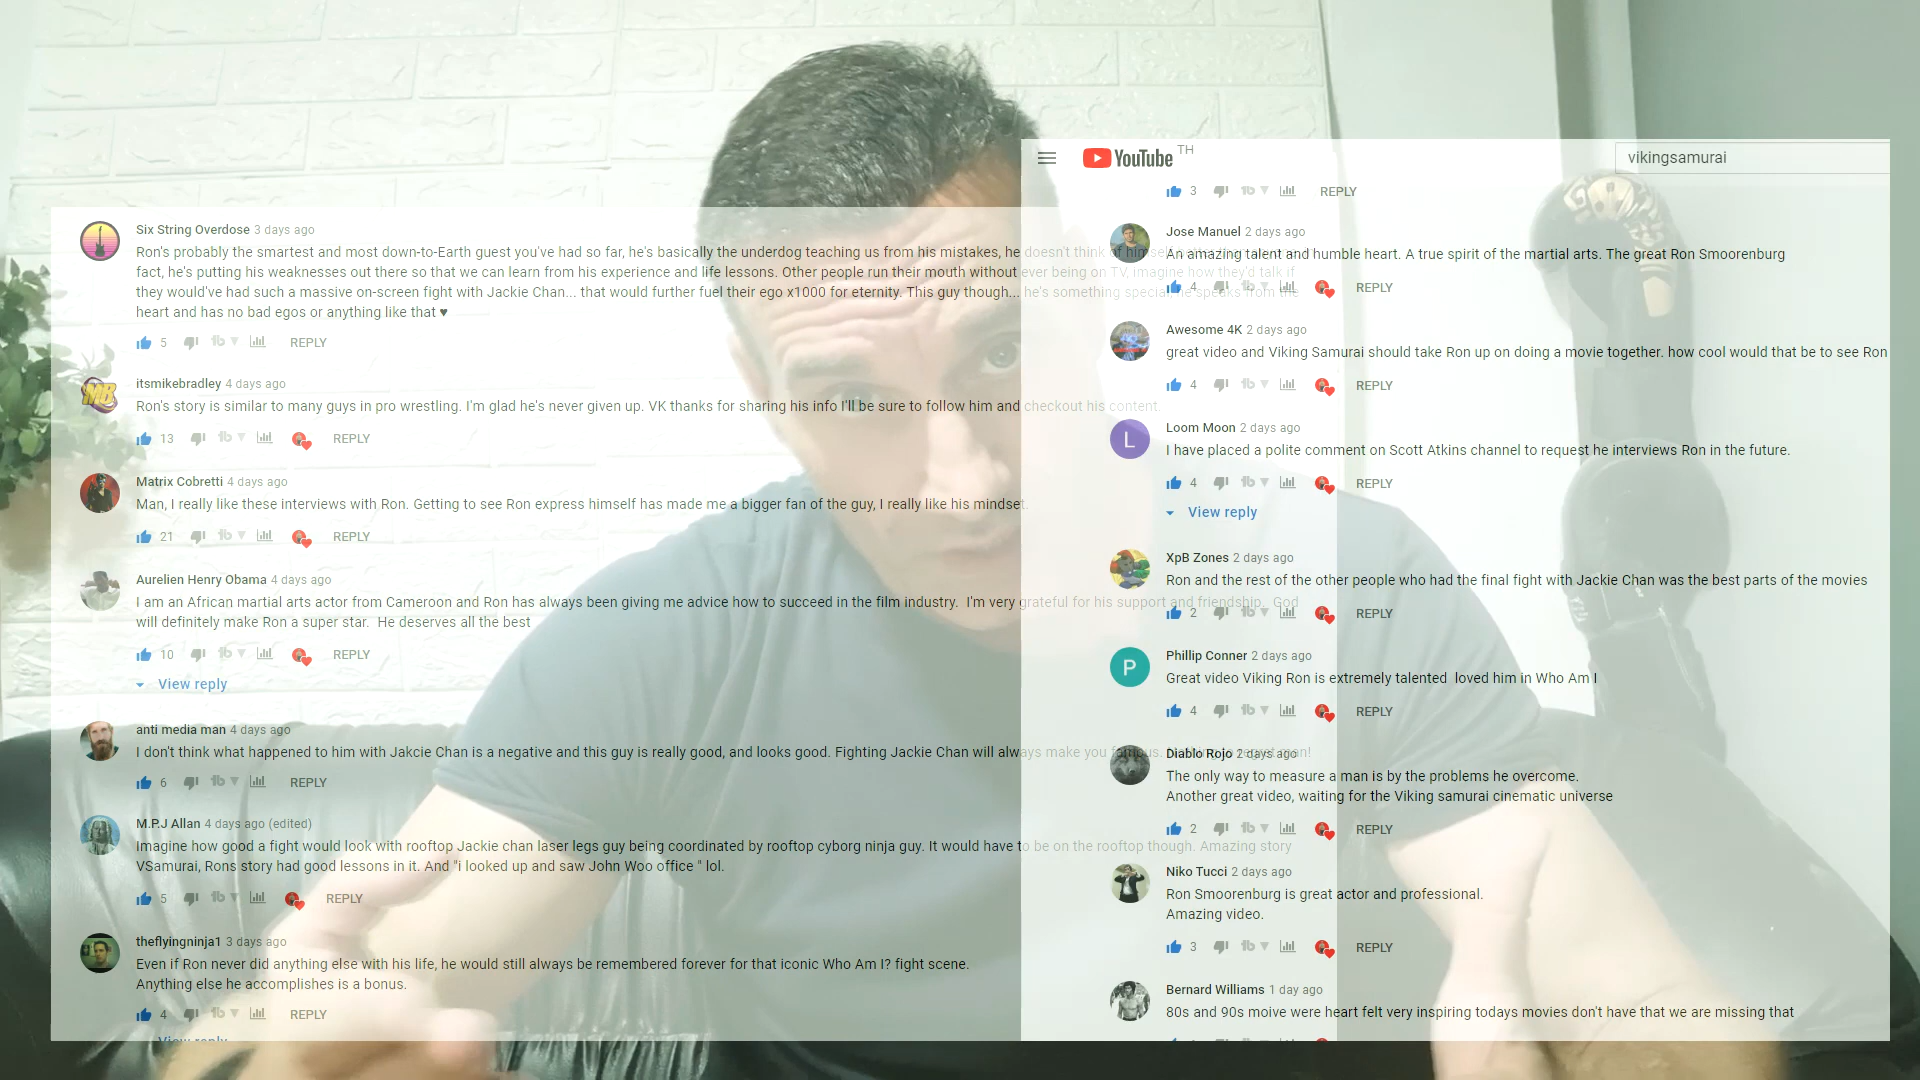 Six String Overdose 3 days ago
Ron's probably the smartest and most down-to-Earth guest you've had so far, he's basically the underdog teaching us from his mistakes, he doesn't think of
fact, he's putting his weaknesses out there so that we can learn from his experience and life lessons. Other people run their mouth without ever being on TV, imagine how they'd talk if
they would've had such a massive on-screen fight with Jackie Chan... that would further fuel their ego x1000 for eternity. This guy though... he's something special, he speaks from the
heart and has no bad egos or anything like that ♥
5 REPLY
itsmikebradley 4 days ago
Ron's story is similar to many guys in pro wrestling. I'm glad he's never given up. VK thanks for sharing his info I'll be sure to follow him and checkout his content.
13 REPLY
Matrix Cobretti 4 days ago
Man, I really like these interviews with Ron. Getting to see Ron express himself has made me a bigger fan of the guy, I really like his mindset.
21 REPLY
Aurelien Henry Obama 4 days ago
I am an African martial arts actor from Cameroon and Ron has always been giving me advice how to succeed in the film industry. I'm very grateful for his support and friendship. God
will definitely make Ron a super star. He deserves all the best
10 REPLY
View reply
anti media man 4 days ago
I don't think what happened to him with Jakcie Chan is a negative and this guy is really good, and looks good. Fighting Jackie Chan will always make you famous.
6 REPLY
M.P.J Allan 4 days ago (edited)
Imagine how good a fight would look with rooftop Jackie chan laser legs guy being coordinated by rooftop cyborg ninja guy. It would have to be on the rooftop though. Amazing story
VSamurai, Rons story had good lessons in it. And "i looked up and saw John Woo office " lol.
5 REPLY
theflyingninja1 3 days ago
Even if Ron never did anything else with his life, he would still always be remembered forever for that iconic Who Am I? fight scene.
Anything else he accomplishes is a bonus.
4 REPLY
View reply
YouTube TH
vikingsamurai
3 REPLY
Jose Manuel 2 days ago
An amazing talent and humble heart. A true spirit of the martial arts. The great Ron Smoorenburg
4 REPLY
Awesome 4K 2 days ago
great video and Viking Samurai should take Ron up on doing a movie together. how cool would that be to see Ron
4 REPLY
L
Loom Moon 2 days ago
I have placed a polite comment on Scott Atkins channel to request he interviews Ron in the future.
4 REPLY
View reply
XpB Zones 2 days ago
Ron and the rest of the other people who had the final fight with Jackie Chan was the best parts of the movies
2 REPLY
P
Phillip Conner 2 days ago
Great video Viking Ron is extremely talented loved him in Who Am I
4 REPLY
Diablo Rojo 2 days ago
The only way to measure a man is by the problems he overcome.
Another great video, waiting for the Viking samurai cinematic universe
2 REPLY
Niko Tucci 2 days ago
Ron Smoorenburg is great actor and professional.
Amazing video.
3 REPLY
Bernard Williams 1 day ago
80s and 90s moive were heart felt very inspiring todays movies don't have that we are missing that